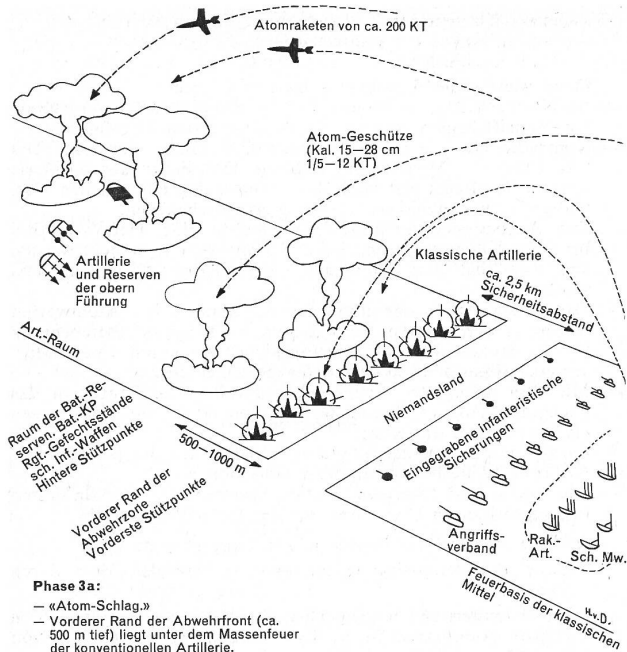 Atomraketen von ca. 200 KT
Atom-Geschütze
(Kal. 15—28 cm
1/5—12 KT)
Artillerie
und Reserven
der obern
Führung
Klassische Artillerie
ca. 2,5 km
Sicherheitsabstand
Art.-Raum
Raum der Bat.-Re-
serven, Bat.-KP
Rgt.-Gefechtsstände
sch. Inf.-Waffen
Hintere Stützpunkte
500—1000 m
Vorderer Rand der
Abwehrzone
Vorderste Stützpunkte
Niemandsland
Eingegrabene infanteristische
Sicherungen
Angriffs-
verband
Rak.-
Art.
Sch. Mw.
Feuerbasis der klassischen
Mittel
H.v.D.
Phase 3a:
— «Atom-Schlag.»
— Vorderer Rand der Abwehrfront (ca.
500 m tief) liegt unter dem Massenfeuer
der konventionellen Artillerie.